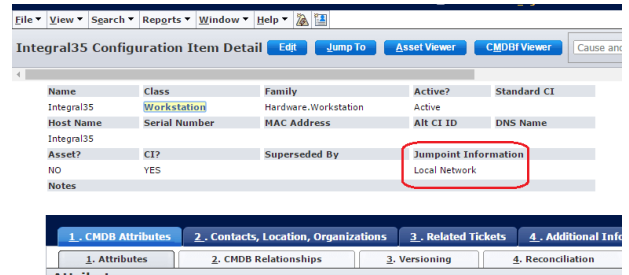 File View Search Reports Window Help
Integral35 Configuration Item Detail Edit Jump To Asset Viewer CMDBf Viewer Cause and
Name Class Family Active? Standard CI
Integral35 Workstation Hardware.Workstation Active
Host Name Serial Number MAC Address Alt CI ID DNS Name
Integral35
Asset? CI? Superseded By Jumpoint Information
NO YES Local Network
Notes
1. CMDB Attributes 2. Contacts, Location, Organizations 3. Related Tickets 4. Additional Info
1. Attributes 2. CMDB Relationships 3. Versioning 4. Reconciliation